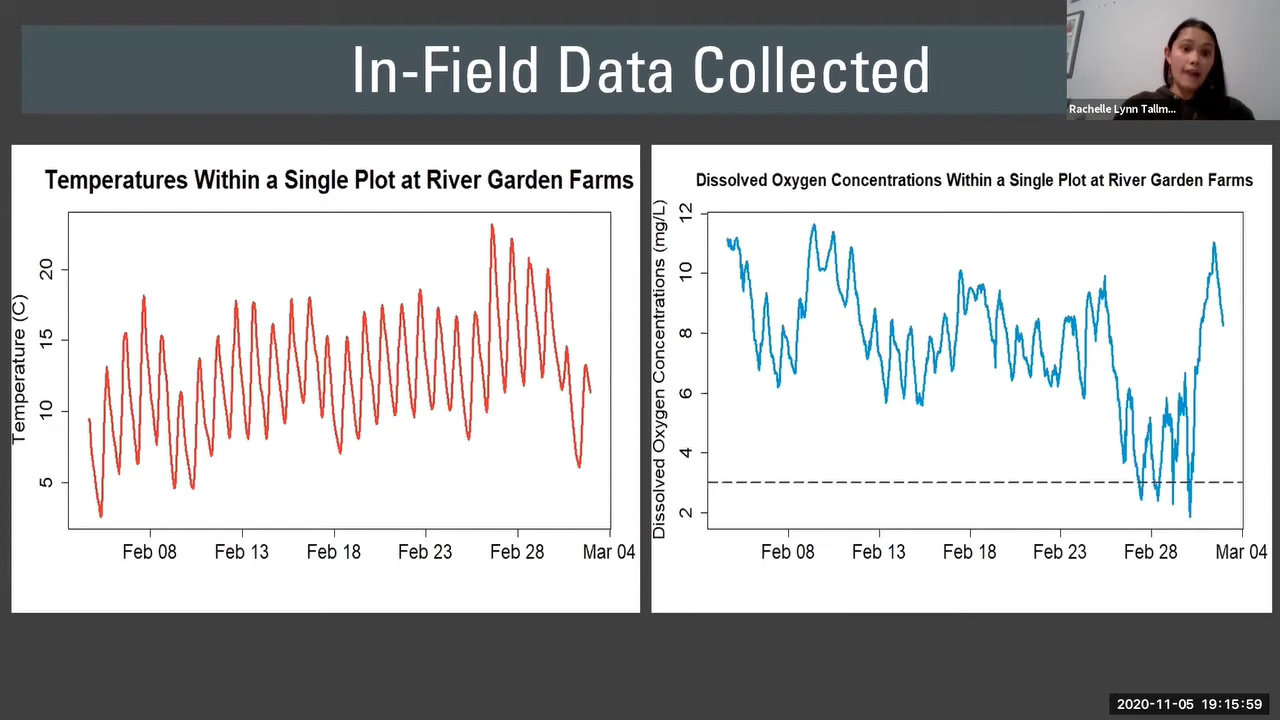 In-Field Data Collected
Rachelle Lynn Tallm...
Temperatures Within a Single Plot at River Garden Farms
Temperature (C)
20
15
10
5
Feb 08 Feb 13 Feb 18 Feb 23 Feb 28 Mar 04
Dissolved Oxygen Concentrations Within a Single Plot at River Garden Farms
Dissolved Oxygen Concentrations (mg/L)
12
10
8
6
4
2
Feb 08 Feb 13 Feb 18 Feb 23 Feb 28 Mar 04
2020-11-05 19:15:59